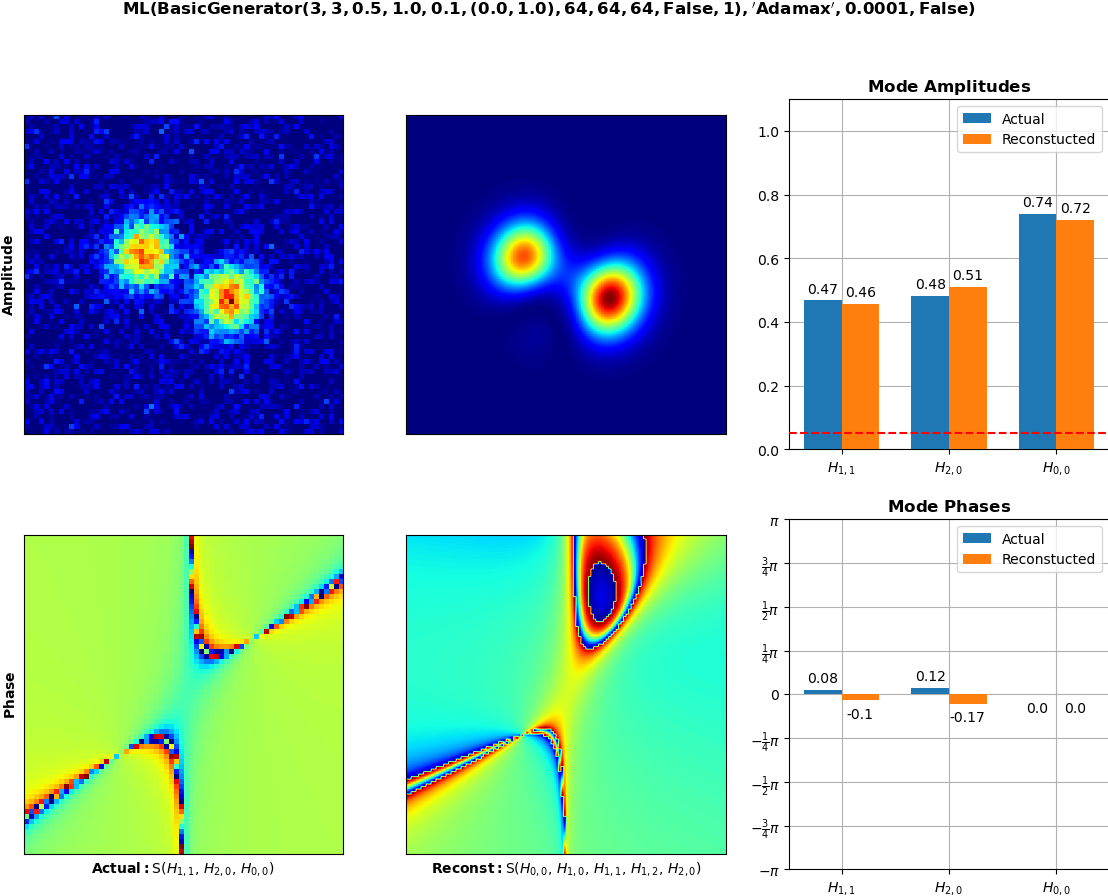 ML(BasicGenerator(3, 3, 0.5, 1.0, 0.1, (0.0, 1.0), 64, 64, 64, False, 1), 'Adamax', 0.0001, False)
Amplitude
Mode Amplitudes
Actual
Reconstucted
1.0
0.8
0.6
0.4
0.2
0.0
0.47 0.46
0.48 0.51
0.74 0.72
H1,1 H2,0 H0,0
Phase
Actual: S(H1,1, H2,0, H0,0)
Reconst: S(H0,0, H1,0, H1,1, H1,2, H2,0)
Mode Phases
Actual
Reconstucted
π
3/4π
1/2π
1/4π
0
−1/4π
−1/2π
−3/4π
−π
0.08 -0.1
0.12 -0.17
0.0 0.0
H1,1 H2,0 H0,0